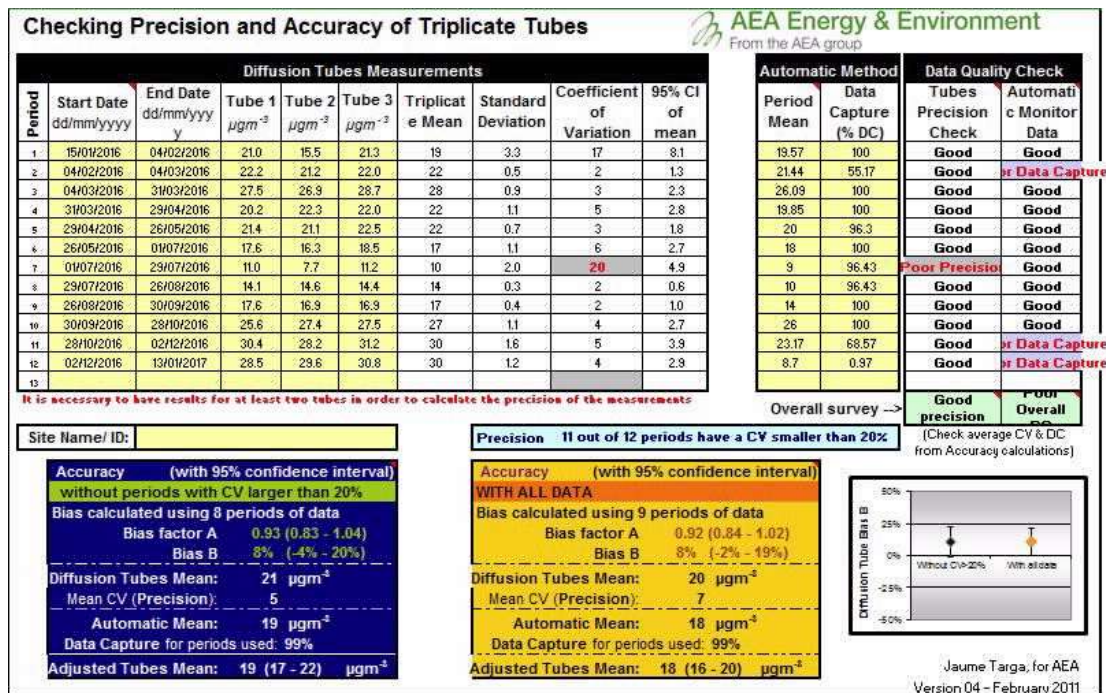 Checking Precision and Accuracy of Triplicate Tubes
AEA Energy & Environment
From the AEA group
Diffusion Tubes Measurements
Automatic Method
Data Quality Check
Period
Start Date dd/mm/yyyy
End Date dd/mm/yyyy
Tube 1 µgm-3
Tube 2 µgm-3
Tube 3 µgm-3
Triplicate Mean
Standard Deviation
Coefficient of Variation
95% CI of mean
Period Mean
Data Capture (% DC)
Tubes Precision Check
Automatic Monitor Data
1 15/01/2016 04/02/2016 21.0 15.5 21.3 19 3.3 17 8.1 19.57 100 Good Good
2 04/02/2016 04/03/2016 22.2 21.2 22.0 22 0.5 2 1.3 21.44 55.17 Good or Data Capture
3 04/03/2016 31/03/2016 27.5 26.9 28.7 28 0.9 3 2.3 26.09 100 Good Good
4 31/03/2016 29/04/2016 20.2 22.3 22.0 22 1.1 5 2.8 19.85 100 Good Good
5 29/04/2016 26/05/2016 21.4 21.1 22.5 22 0.7 3 1.8 20 96.3 Good Good
6 26/05/2016 01/07/2016 17.6 16.3 18.5 17 1.1 6 2.7 18 100 Good Good
7 01/07/2016 29/07/2016 11.0 7.7 11.2 10 2.0 20 4.9 9 96.43 Poor Precision Good
8 29/07/2016 26/08/2016 14.1 14.6 14.4 14 0.3 2 0.6 10 96.43 Good Good
9 26/08/2016 30/09/2016 17.6 16.9 16.9 17 0.4 2 1.0 14 100 Good Good
10 30/09/2016 28/10/2016 25.6 27.4 27.5 27 1.1 4 2.7 26 100 Good Good
11 28/10/2016 02/12/2016 30.4 28.2 31.2 30 1.6 5 3.9 23.17 68.57 Good or Data Capture
12 02/12/2016 13/01/2017 28.5 29.6 30.8 30 1.2 4 2.9 8.7 0.97 Good or Data Capture
13
It is necessary to have results for at least two tubes in order to calculate the precision of the measurements
Overall survey -->
Good precision
Poor Overall DC
Site Name/ ID:
Precision 11 out of 12 periods have a CV smaller than 20%
(Check average CV & DC from Accuracy calculations)
Accuracy (with 95% confidence interval)
without periods with CV larger than 20%
Bias calculated using 8 periods of data
Bias factor A 0.93 (0.83 - 1.04)
Bias B 8% (-4% - 20%)
Diffusion Tubes Mean: 21 µgm-3
Mean CV (Precision): 5
Automatic Mean: 19 µgm-3
Data Capture for periods used: 99%
Adjusted Tubes Mean: 19 (17 - 22) µgm-3
Accuracy (with 95% confidence interval)
WITH ALL DATA
Bias calculated using 9 periods of data
Bias factor A 0.92 (0.84 - 1.02)
Bias B 8% (-2% - 19%)
Diffusion Tubes Mean: 20 µgm-3
Mean CV (Precision): 7
Automatic Mean: 18 µgm-3
Data Capture for periods used: 99%
Adjusted Tubes Mean: 18 (16 - 20) µgm-3
Diffusion Tube Bias B
50%
25%
0%
-25%
-50%
Without CV>20%
With all data
Jaume Targa, for AEA
Version 04 - February 2011